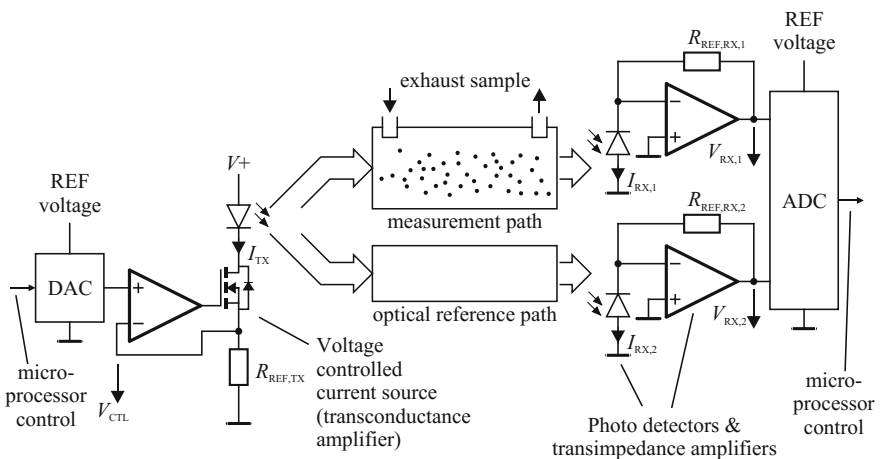 REF
voltage
R_REF,RX,1
exhaust sample
−
+
V_RX,1
I_RX,1
V+
REF
voltage
measurement path
R_REF,RX,2
ADC
I_TX
DAC
+
−
−
+
optical reference path
V_RX,2
I_RX,2
micro-
processor
control
V_CTL
R_REF,TX
Voltage
controlled
current source
(transconductance
amplifier)
Photo detectors &
transimpedance amplifiers
micro-
processor
control